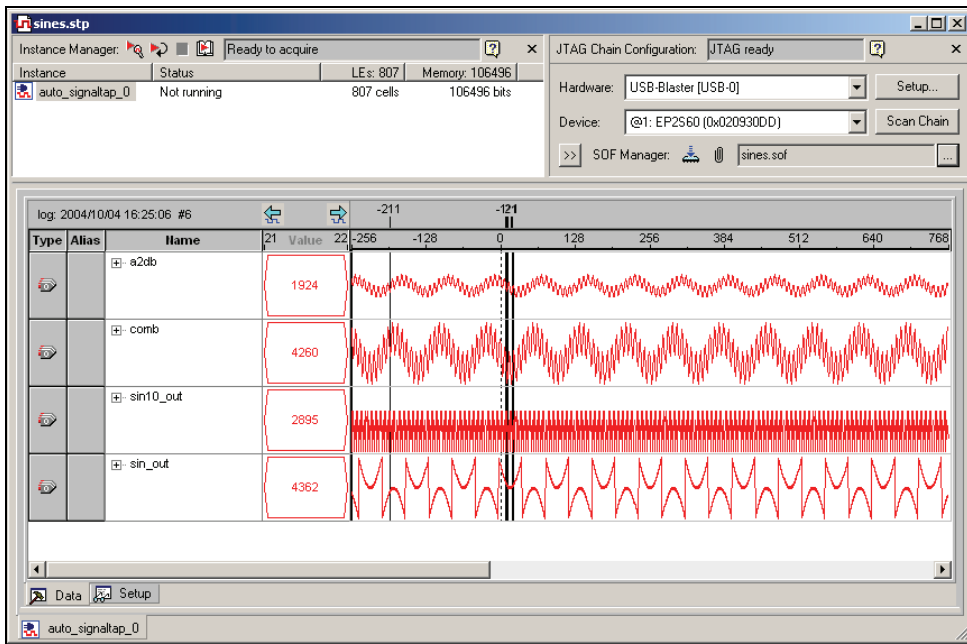 sines.stp
Instance Manager: Ready to acquire
Instance Status LEs: 807 Memory: 106496
auto_signaltap_0 Not running 807 cells 106496 bits
JTAG Chain Configuration: JTAG ready
Hardware: USB-Blaster [USB-0] Setup...
Device: @1: EP2S60 (0x020930DD) Scan Chain
>> SOF Manager: sines.sof ...
log: 2004/10/04 16:25:06 #6 -211
Type Alias Name 21 Value 22 -256 -128 0 128 256 384 512 640 768
a2db 1924
comb 4260
sin10_out 2895
sin_out 4362
Data Setup
auto_signaltap_0